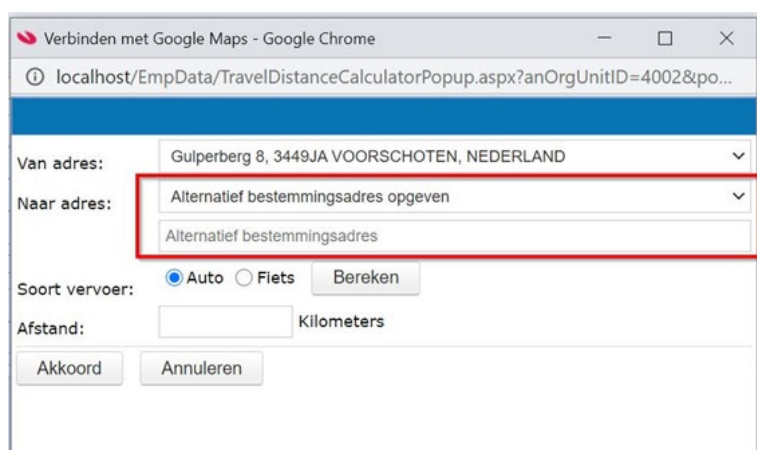 Verbinden met Google Maps - Google Chrome
localhost/EmpData/TravelDistanceCalculatorPopup.aspx?anOrgUnitID=4002&po...
Van adres: Gulperberg 8, 3449JA VOORSCHOTEN, NEDERLAND
Naar adres: Alternatief bestemmingsadres opgeven
Alternatief bestemmingsadres
Soort vervoer: Auto Fiets Bereken
Afstand: Kilometers
Akkoord Annuleren